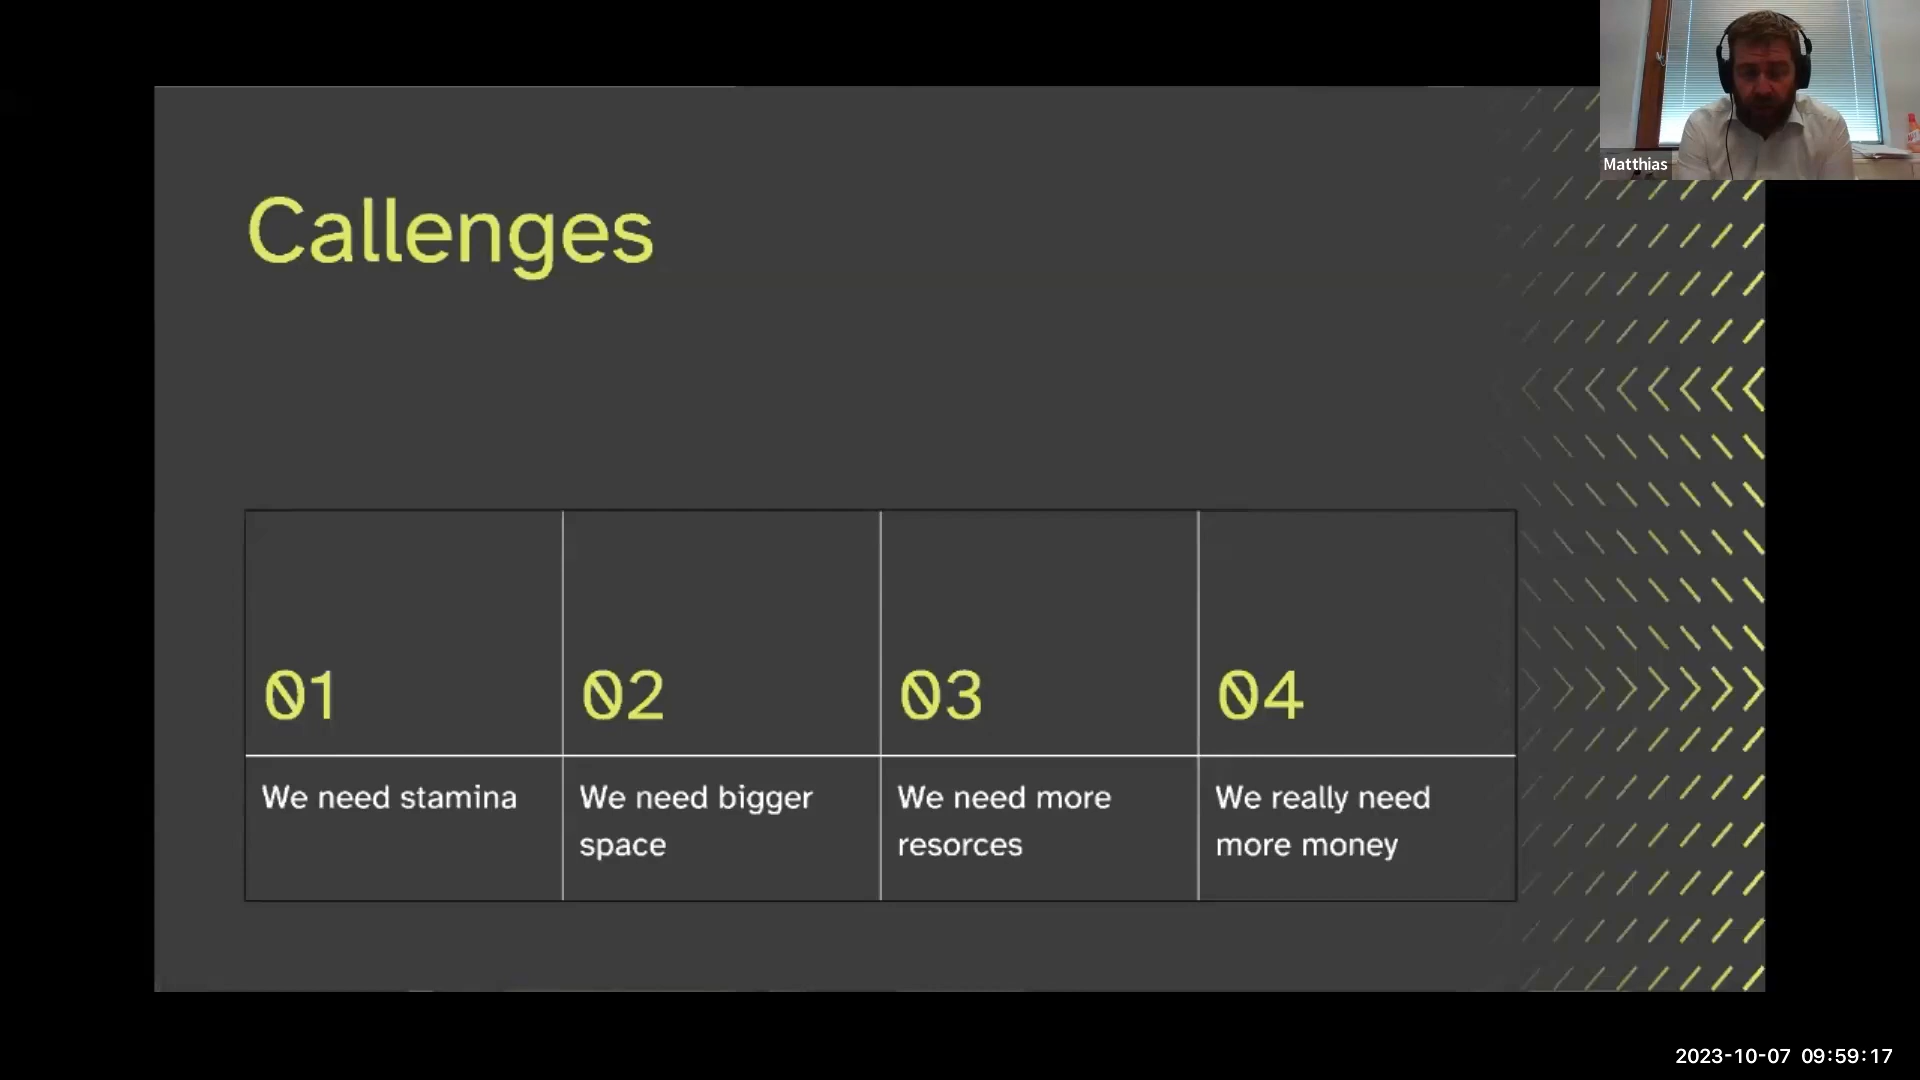 Matthias
Callenges
01
02
03
04
We need stamina
We need bigger
space
We need more
resorces
We really need
more money
2023-10-07 09:59:17